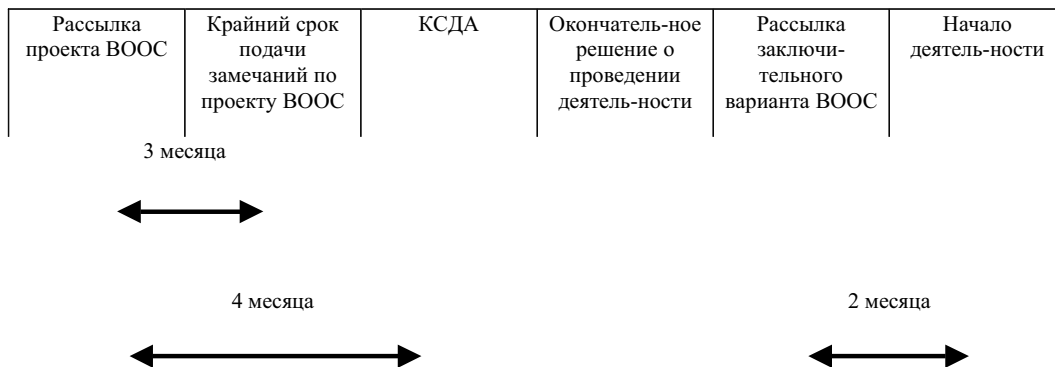 Рассылка
проекта ВООС
Крайний срок
подачи
замечаний по
проекту ВООС
КСДА
Окончатель-ное
решение о
проведении
деятель-ности
Рассылка
заключи-
тельного
варианта ВООС
Начало
деятель-ности
3 месяца
4 месяца
2 месяца